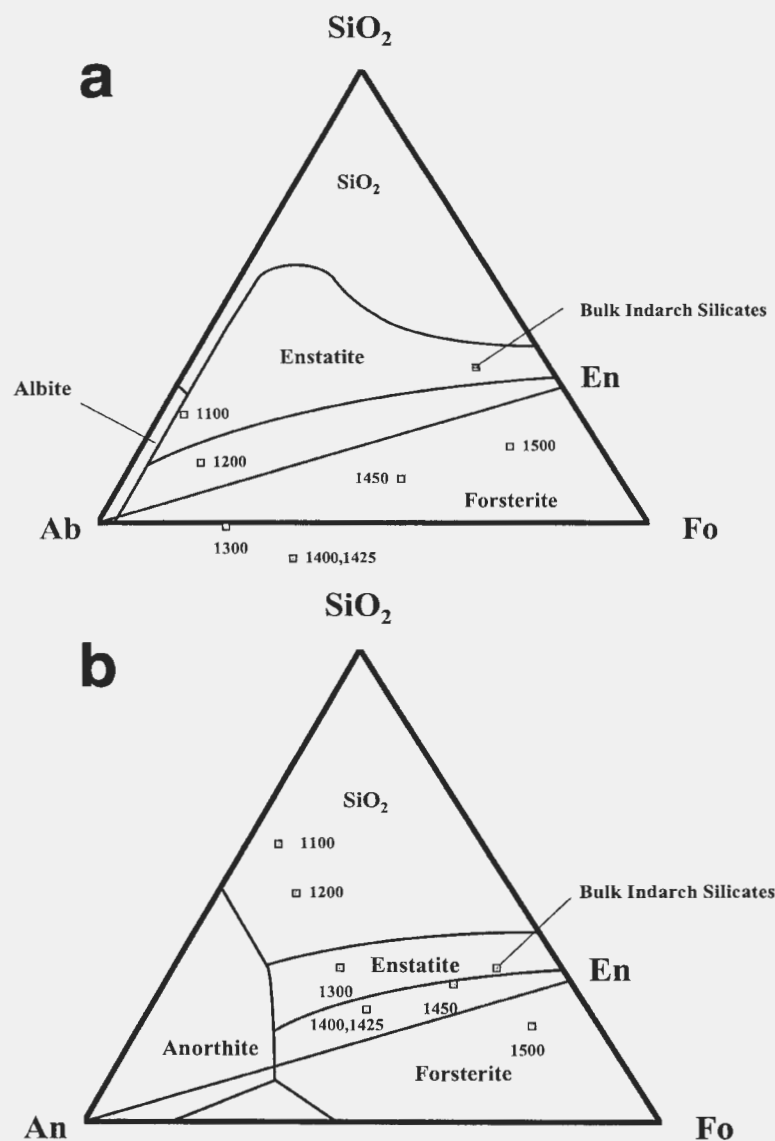 SiO₂
a
SiO₂
Bulk Indarch Silicates
Enstatite
En
Albite
1100
1200
1500
1450
Forsterite
Ab
Fo
1300
1400,1425
SiO₂
b
SiO₂
1100
1200
Bulk Indarch Silicates
Enstatite
En
1300
1450
1400,1425
1500
Anorthite
Forsterite
An
Fo